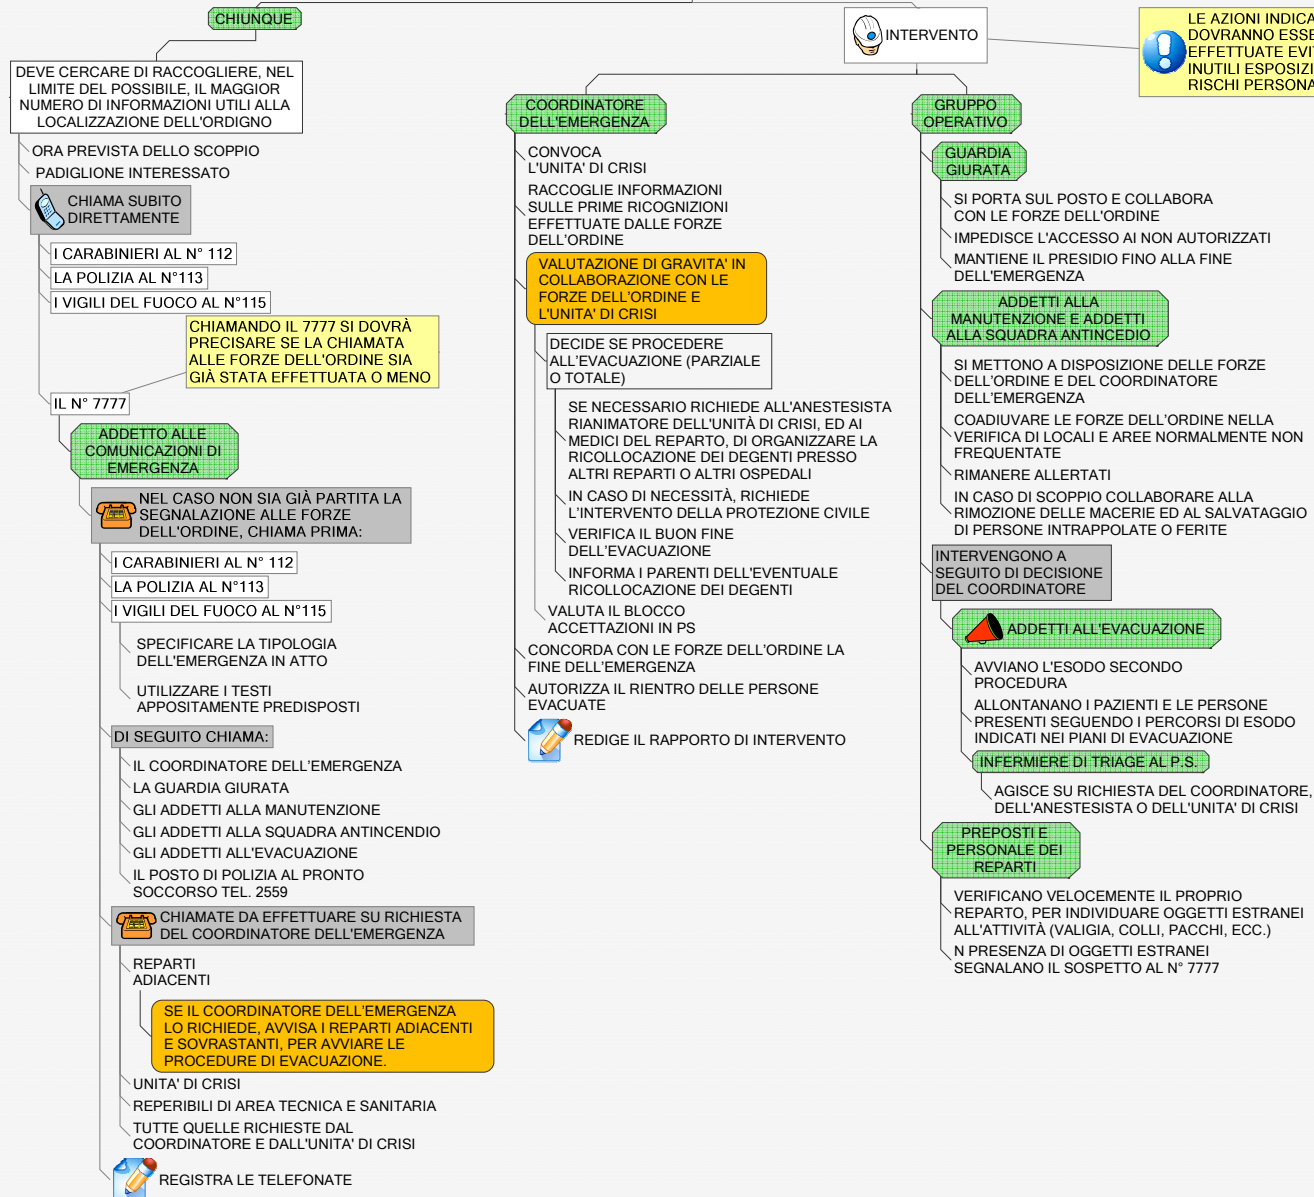 CHIUNQUE
DEVE CERCARE DI RACCOGLIERE, NEL
LIMITE DEL POSSIBILE, IL MAGGIOR
NUMERO DI INFORMAZIONI UTILI ALLA
LOCALIZZAZIONE DELL'ORDIGNO
ORA PREVISTA DELLO SCOPPIO
PADIGLIONE INTERESSATO
CHIAMA SUBITO
DIRETTAMENTE
I CARABINIERI AL N° 112
LA POLIZIA AL N°113
I VIGILI DEL FUOCO AL N°115
CHIAMANDO IL 7777 SI DOVRÀ
PRECISARE SE LA CHIAMATA
ALLE FORZE DELL'ORDINE SIA
GIÀ STATA EFFETTUATA O MENO
IL N° 7777
ADDETTO ALLE
COMUNICAZIONI DI
EMERGENZA
NEL CASO NON SIA GIÀ PARTITA LA
SEGNALAZIONE ALLE FORZE
DELL'ORDINE, CHIAMA PRIMA:
I CARABINIERI AL N° 112
LA POLIZIA AL N°113
I VIGILI DEL FUOCO AL N°115
SPECIFICARE LA TIPOLOGIA
DELL'EMERGENZA IN ATTO
UTILIZZARE I TESTI
APPOSITAMENTE PREDISPOSTI
DI SEGUITO CHIAMA:
IL COORDINATORE DELL'EMERGENZA
LA GUARDIA GIURATA
GLI ADDETTI ALLA MANUTENZIONE
GLI ADDETTI ALLA SQUADRA ANTINCENDIO
GLI ADDETTI ALL'EVACUAZIONE
IL POSTO DI POLIZIA AL PRONTO
SOCCORSO TEL. 2559
CHIAMATE DA EFFETTUARE SU RICHIESTA
DEL COORDINATORE DELL'EMERGENZA
REPARTI
ADIACENTI
SE IL COORDINATORE DELL'EMERGENZA
LO RICHIEDE, AVVISA I REPARTI ADIACENTI
E SOVRASTANTI, PER AVVIARE LE
PROCEDURE DI EVACUAZIONE.
UNITA' DI CRISI
REPERIBILI DI AREA TECNICA E SANITARIA
TUTTE QUELLE RICHIESTE DAL
COORDINATORE E DALL'UNITA' DI CRISI
REGISTRA LE TELEFONATE
INTERVENTO
LE AZIONI INDICA
DOVRANNO ESSE
EFFETTUATE EVI
INUTILI ESPOSIZI
RISCHI PERSONA
COORDINATORE
DELL'EMERGENZA
CONVOCA
L'UNITA' DI CRISI
RACCOGLIE INFORMAZIONI
SULLE PRIME RICOGNIZIONI
EFFETTUATE DALLE FORZE
DELL'ORDINE
VALUTAZIONE DI GRAVITA' IN
COLLABORAZIONE CON LE
FORZE DELL'ORDINE E
L'UNITA' DI CRISI
DECIDE SE PROCEDERE
ALL'EVACUAZIONE (PARZIALE
O TOTALE)
SE NECESSARIO RICHIEDE ALL'ANESTESISTA
RIANIMATORE DELL'UNITÀ DI CRISI, ED AI
MEDICI DEL REPARTO, DI ORGANIZZARE LA
RICOLLOCAZIONE DEI DEGENTI PRESSO
ALTRI REPARTI O ALTRI OSPEDALI
IN CASO DI NECESSITÀ, RICHIEDE
L'INTERVENTO DELLA PROTEZIONE CIVILE
VERIFICA IL BUON FINE
DELL'EVACUAZIONE
INFORMA I PARENTI DELL'EVENTUALE
RICOLLOCAZIONE DEI DEGENTI
VALUTA IL BLOCCO
ACCETTAZIONI IN PS
CONCORDA CON LE FORZE DELL'ORDINE LA
FINE DELL'EMERGENZA
AUTORIZZA IL RIENTRO DELLE PERSONE
EVACUATE
REDIGE IL RAPPORTO DI INTERVENTO
GRUPPO
OPERATIVO
GUARDIA
GIURATA
SI PORTA SUL POSTO E COLLABORA
CON LE FORZE DELL'ORDINE
IMPEDISCE L'ACCESSO AI NON AUTORIZZATI
MANTIENE IL PRESIDIO FINO ALLA FINE
DELL'EMERGENZA
ADDETTI ALLA
MANUTENZIONE E ADDETTI
ALLA SQUADRA ANTINCEDIO
SI METTONO A DISPOSIZIONE DELLE FORZE
DELL'ORDINE E DEL COORDINATORE
DELL'EMERGENZA
COADIUVARE LE FORZE DELL'ORDINE NELLA
VERIFICA DI LOCALI E AREE NORMALMENTE NON
FREQUENTATE
RIMANERE ALLERTATI
IN CASO DI SCOPPIO COLLABORARE ALLA
RIMOZIONE DELLE MACERIE ED AL SALVATAGGIO
DI PERSONE INTRAPPOLATE O FERITE
INTERVENGONO A
SEGUITO DI DECISIONE
DEL COORDINATORE
ADDETTI ALL'EVACUAZIONE
AVVIANO L'ESODO SECONDO
PROCEDURA
ALLONTANANO I PAZIENTI E LE PERSONE
PRESENTI SEGUENDO I PERCORSI DI ESODO
INDICATI NEI PIANI DI EVACUAZIONE
INFERMIERE DI TRIAGE AL P.S.
AGISCE SU RICHIESTA DEL COORDINATORE,
DELL'ANESTESISTA O DELL'UNITA' DI CRISI
PREPOSTI E
PERSONALE DEI
REPARTI
VERIFICANO VELOCEMENTE IL PROPRIO
REPARTO, PER INDIVIDUARE OGGETTI ESTRANEI
ALL'ATTIVITÀ (VALIGIA, COLLI, PACCHI, ECC.)
N PRESENZA DI OGGETTI ESTRANEI
SEGNALANO IL SOSPETTO AL N° 7777